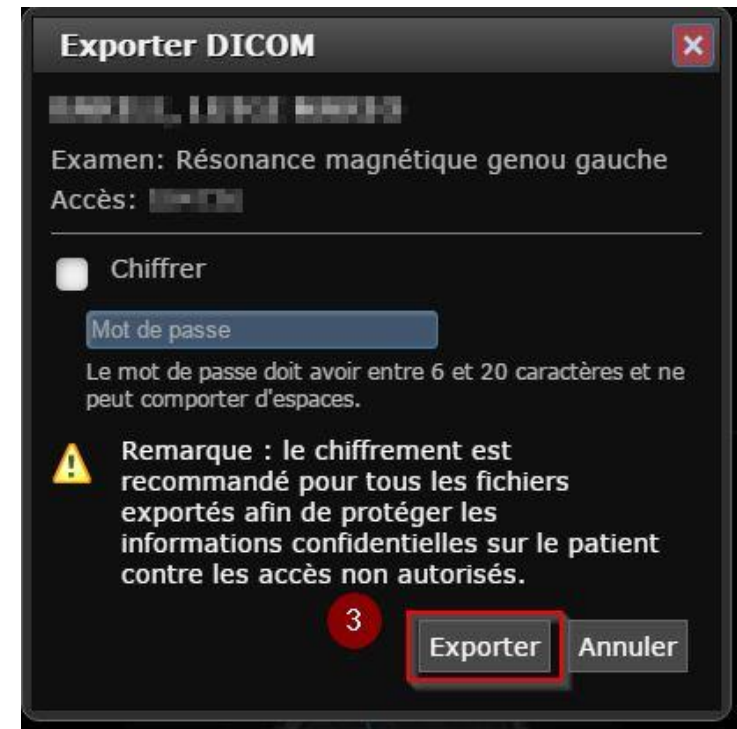 Exporter DICOM
Examen: Résonance magnétique genou gauche
Accès:
Chiffrer
Mot de passe
Le mot de passe doit avoir entre 6 et 20 caractères et ne
peut comporter d'espaces.
Remarque : le chiffrement est
recommandé pour tous les fichiers
exportés afin de protéger les
informations confidentielles sur le patient
contre les accès non autorisés.
3
Exporter Annuler